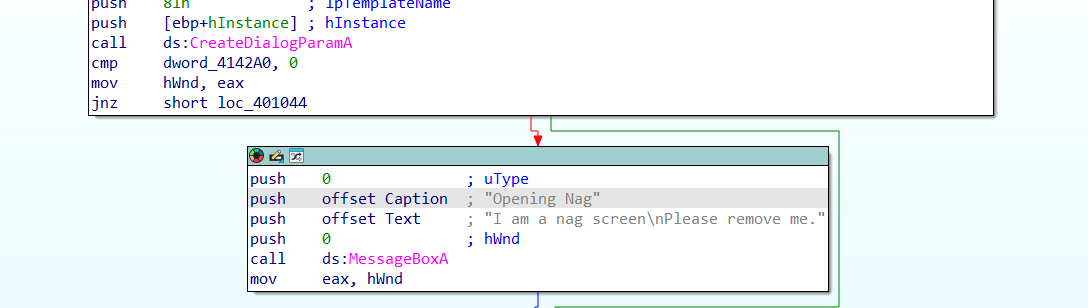 push 81h ; lpTemplateName
push [ebp+hInstance] ; hInstance
call ds:CreateDialogParamA
cmp dword_4142A0, 0
mov hWnd, eax
jnz short loc_401044
push 0 ; uType
push offset Caption ; "Opening Nag"
push offset Text ; "I am a nag screen\nPlease remove me."
push 0 ; hWnd
call ds:MessageBoxA
mov eax, hWnd